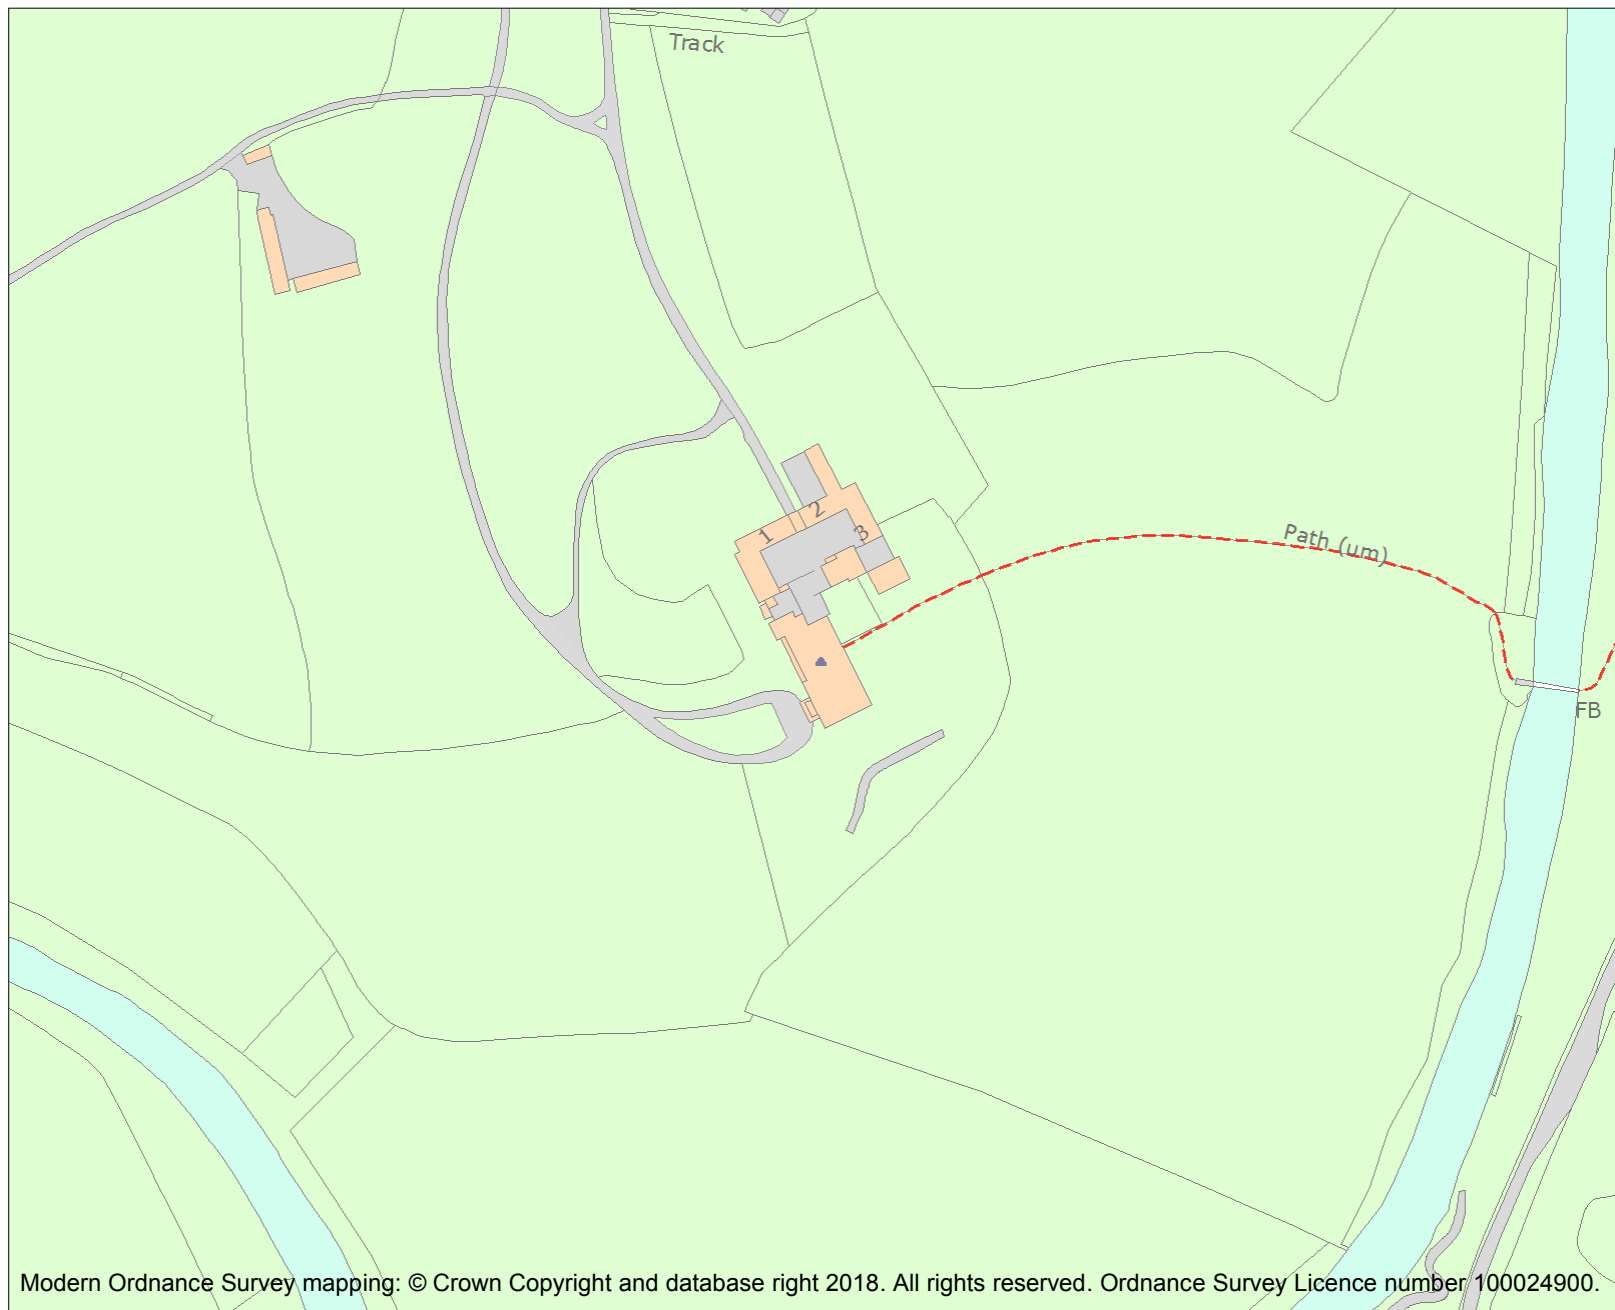 Track
2
1
3
Path (um)
FB
Modern Ordnance Survey mapping: © Crown Copyright and database right 2018. All rights reserved. Ordnance Survey Licence number 100024900.